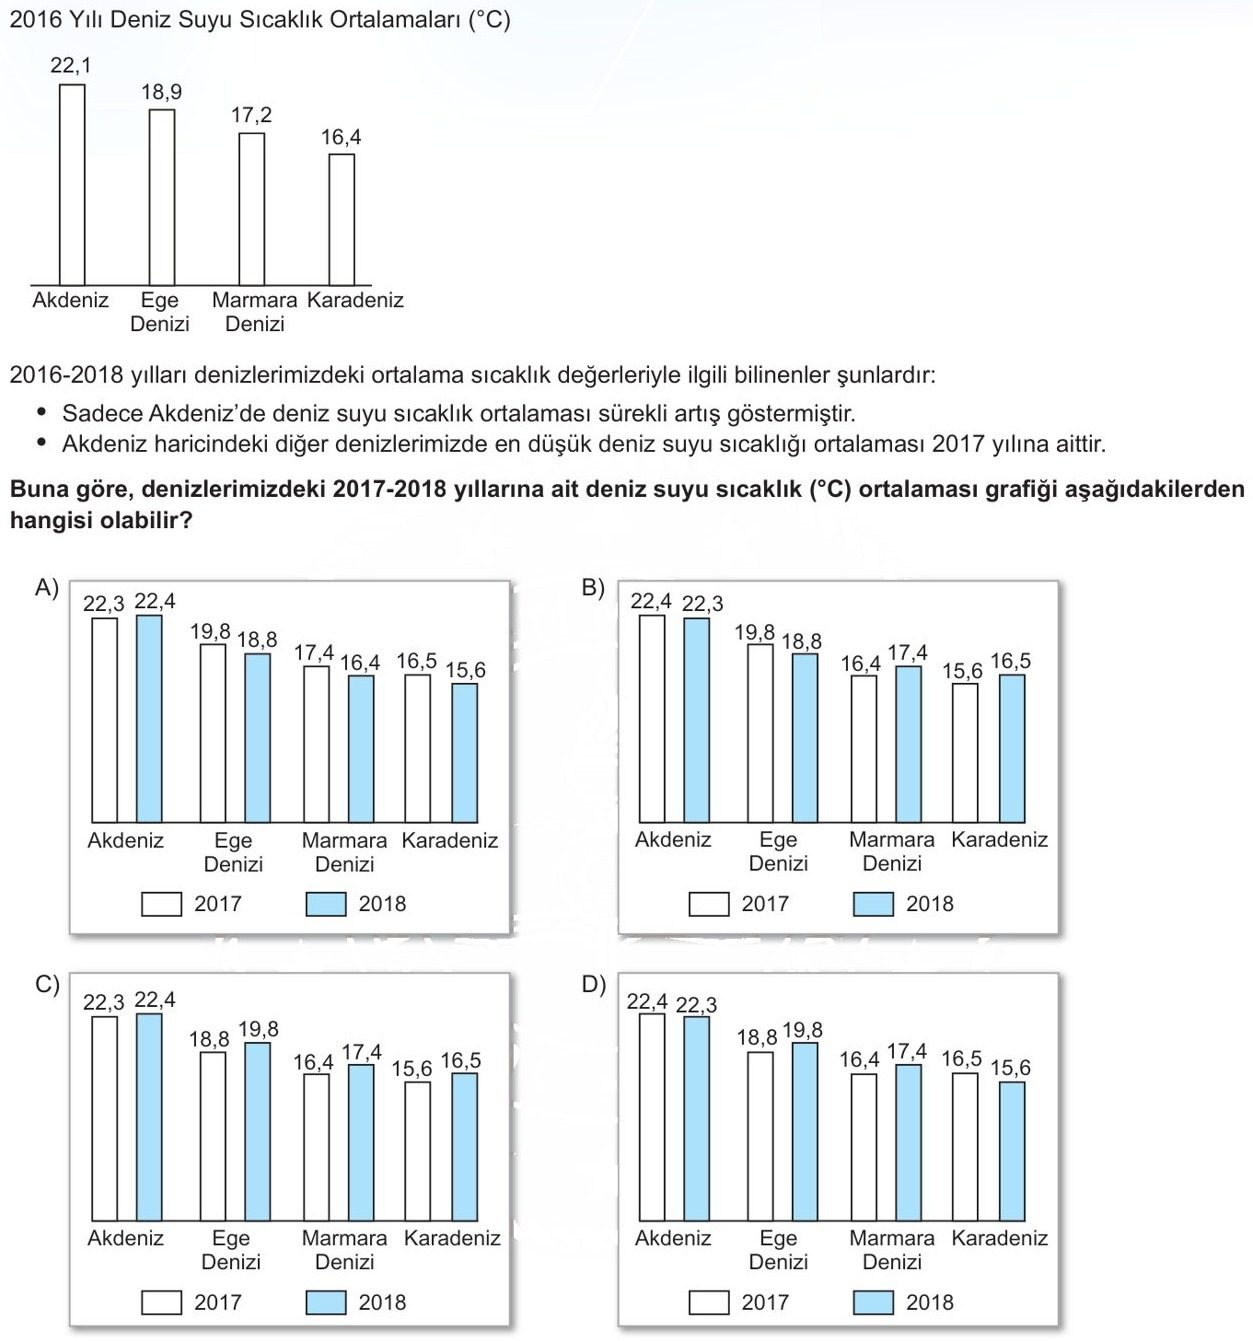 2016 Yılı Deniz Suyu Sıcaklık Ortalamaları (°C)
22,1
18,9
17,2
16,4
Akdeniz Ege Marmara Karadeniz
Denizi Denizi
2016-2018 yılları denizlerimizdeki ortalama sıcaklık değerleriyle ilgili bilinenler şunlardır:
• Sadece Akdeniz’de deniz suyu sıcaklık ortalaması sürekli artış göstermiştir.
• Akdeniz haricindeki diğer denizlerimizde en düşük deniz suyu sıcaklığı ortalaması 2017 yılına aittir.
Buna göre, denizlerimizdeki 2017-2018 yıllarına ait deniz suyu sıcaklık (°C) ortalaması grafiği aşağıdakilerden
hangisi olabilir?
A)
22,3 22,4
19,8 18,8
17,4 16,4 16,5 15,6
Akdeniz Ege Marmara Karadeniz
Denizi Denizi
2017 2018
B)
22,4 22,3
19,8 18,8
16,4 17,4 15,6 16,5
Akdeniz Ege Marmara Karadeniz
Denizi Denizi
2017 2018
C)
22,3 22,4
18,8 19,8
16,4 17,4 15,6 16,5
Akdeniz Ege Marmara Karadeniz
Denizi Denizi
2017 2018
D)
22,4 22,3
18,8 19,8
16,4 17,4 16,5 15,6
Akdeniz Ege Marmara Karadeniz
Denizi Denizi
2017 2018